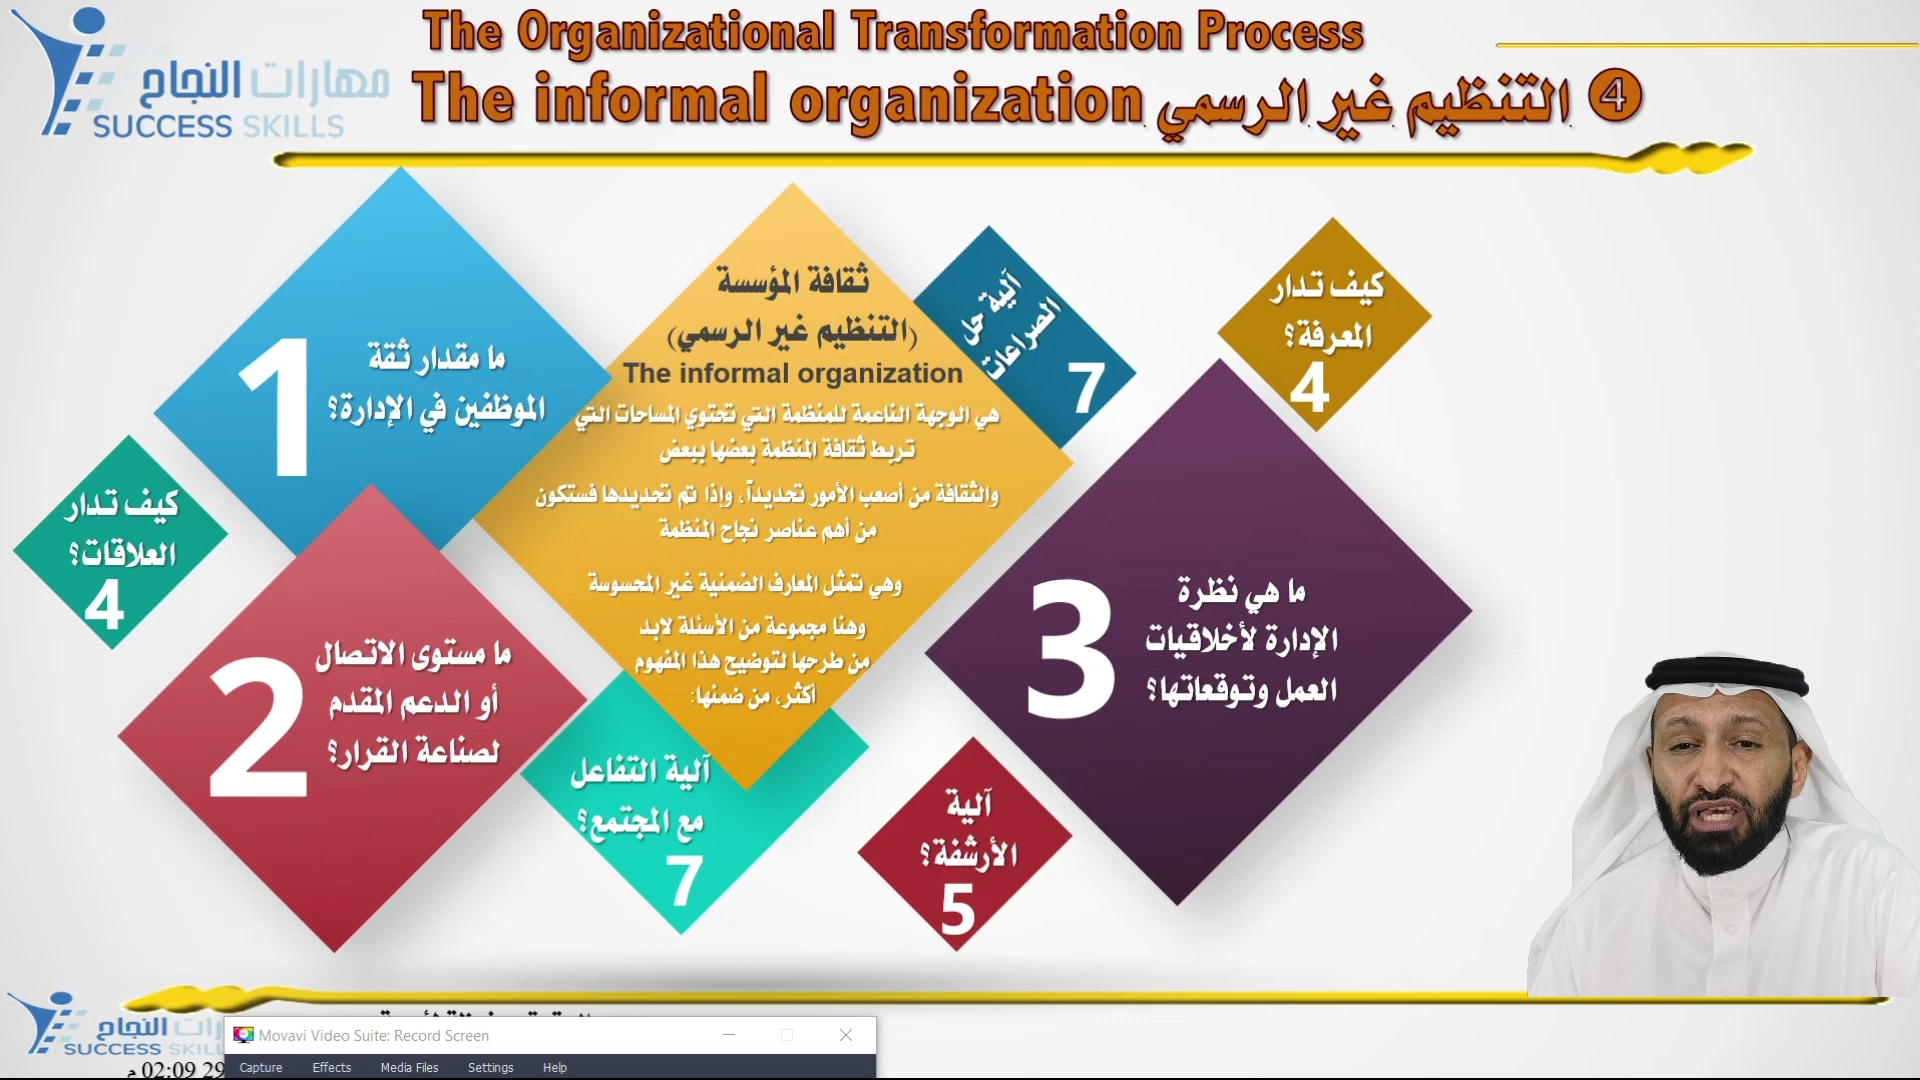 The Organizational Transformation Process
❹ التنظيم غير الرسمي The informal organization
مهارات النجاح
SUCCESS SKILLS
1
ما مقدار ثقة
الموظفين في الإدارة؟
ثقافة المؤسسة
(التنظيم غير الرسمي)
The informal organization
هي الوجهة الناعمة للمنظمة التي تحتوي المساحات التي
تربط ثقافة المنظمة بعضها ببعض
والثقافة من أصعب الأمور تحديداً، وإذا تم تحديدها فستكون
من أهم عناصر نجاح المنظمة
وهي تمثل المعارف الضمنية غير المحسوسة
وهنا مجموعة من الأسئلة لابد
من طرحها لتوضيح هذا المفهوم
أكثر، من ضمنها:
آلية حل
الصراعات
7
كيف تدار
المعرفة؟
4
كيف تدار
العلاقات؟
4
2
ما مستوى الاتصال
أو الدعم المقدم
لصناعة القرار؟
3
ما هي نظرة
الإدارة لأخلاقيات
العمل وتوقعاتها؟
آلية التفاعل
مع المجتمع؟
7
آلية
الأرشفة؟
5
النجاح
SUCCESS SKILL
02:09 29 م
Movavi Video Suite: Record Screen
Capture Effects Media Files Settings Help